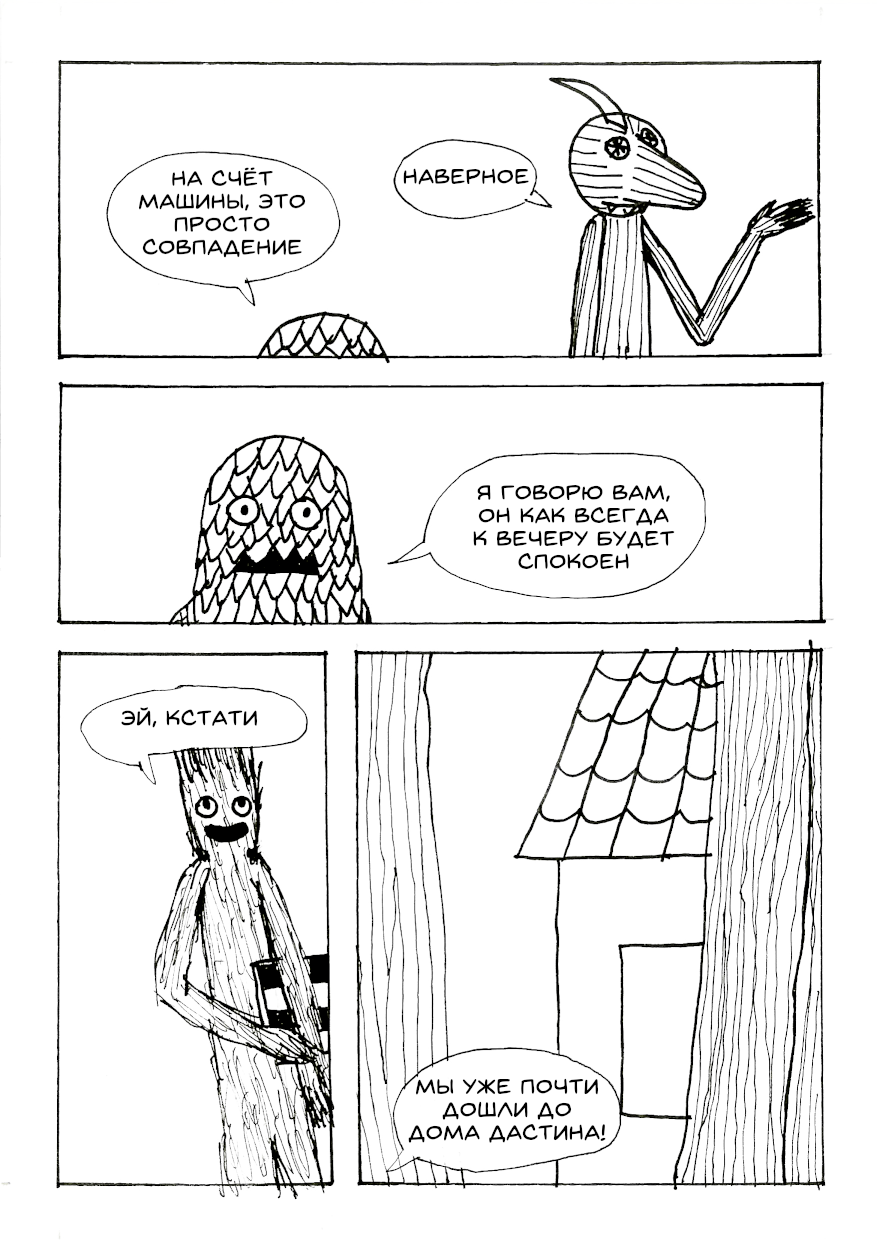 НА СЧЁТ
МАШИНЫ, ЭТО
ПРОСТО
СОВПАДЕНИЕ
НАВЕРНОЕ
Я ГОВОРЮ ВАМ,
ОН КАК ВСЕГДА
К ВЕЧЕРУ БУДЕТ
СПОКОЕН
ЭЙ, КСТАТИ
МЫ УЖЕ ПОЧТИ
ДОШЛИ ДО
ДОМА ДАСТИНА!